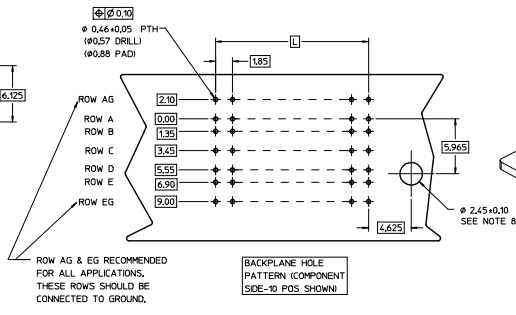 ⌖ Ø 0,10
Ø 0,46±0,05 PTH
(Ø0,57 DRILL)
(Ø0,88 PAD)
L
1,85
6,125
ROW AG 2,10
ROW A 0,00
ROW B 1,35
ROW C 3,45
ROW D 5,55
ROW E 6,90
ROW EG 9,00
5,965
Ø 2,45±0,10
SEE NOTE 8
4,625
ROW AG & EG RECOMMENDED
FOR ALL APPLICATIONS.
THESE ROWS SHOULD BE
CONNECTED TO GROUND.
BACKPLANE HOLE
PATTERN (COMPONENT
SIDE-10 POS SHOWN)